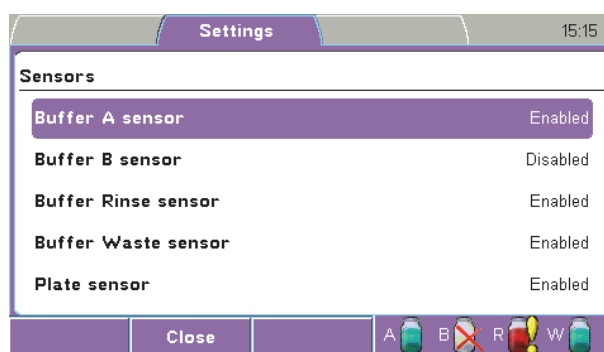 Settings 15:15
Sensors
Buffer A sensor Enabled
Buffer B sensor Disabled
Buffer Rinse sensor Enabled
Buffer Waste sensor Enabled
Plate sensor Enabled
Close A B R W